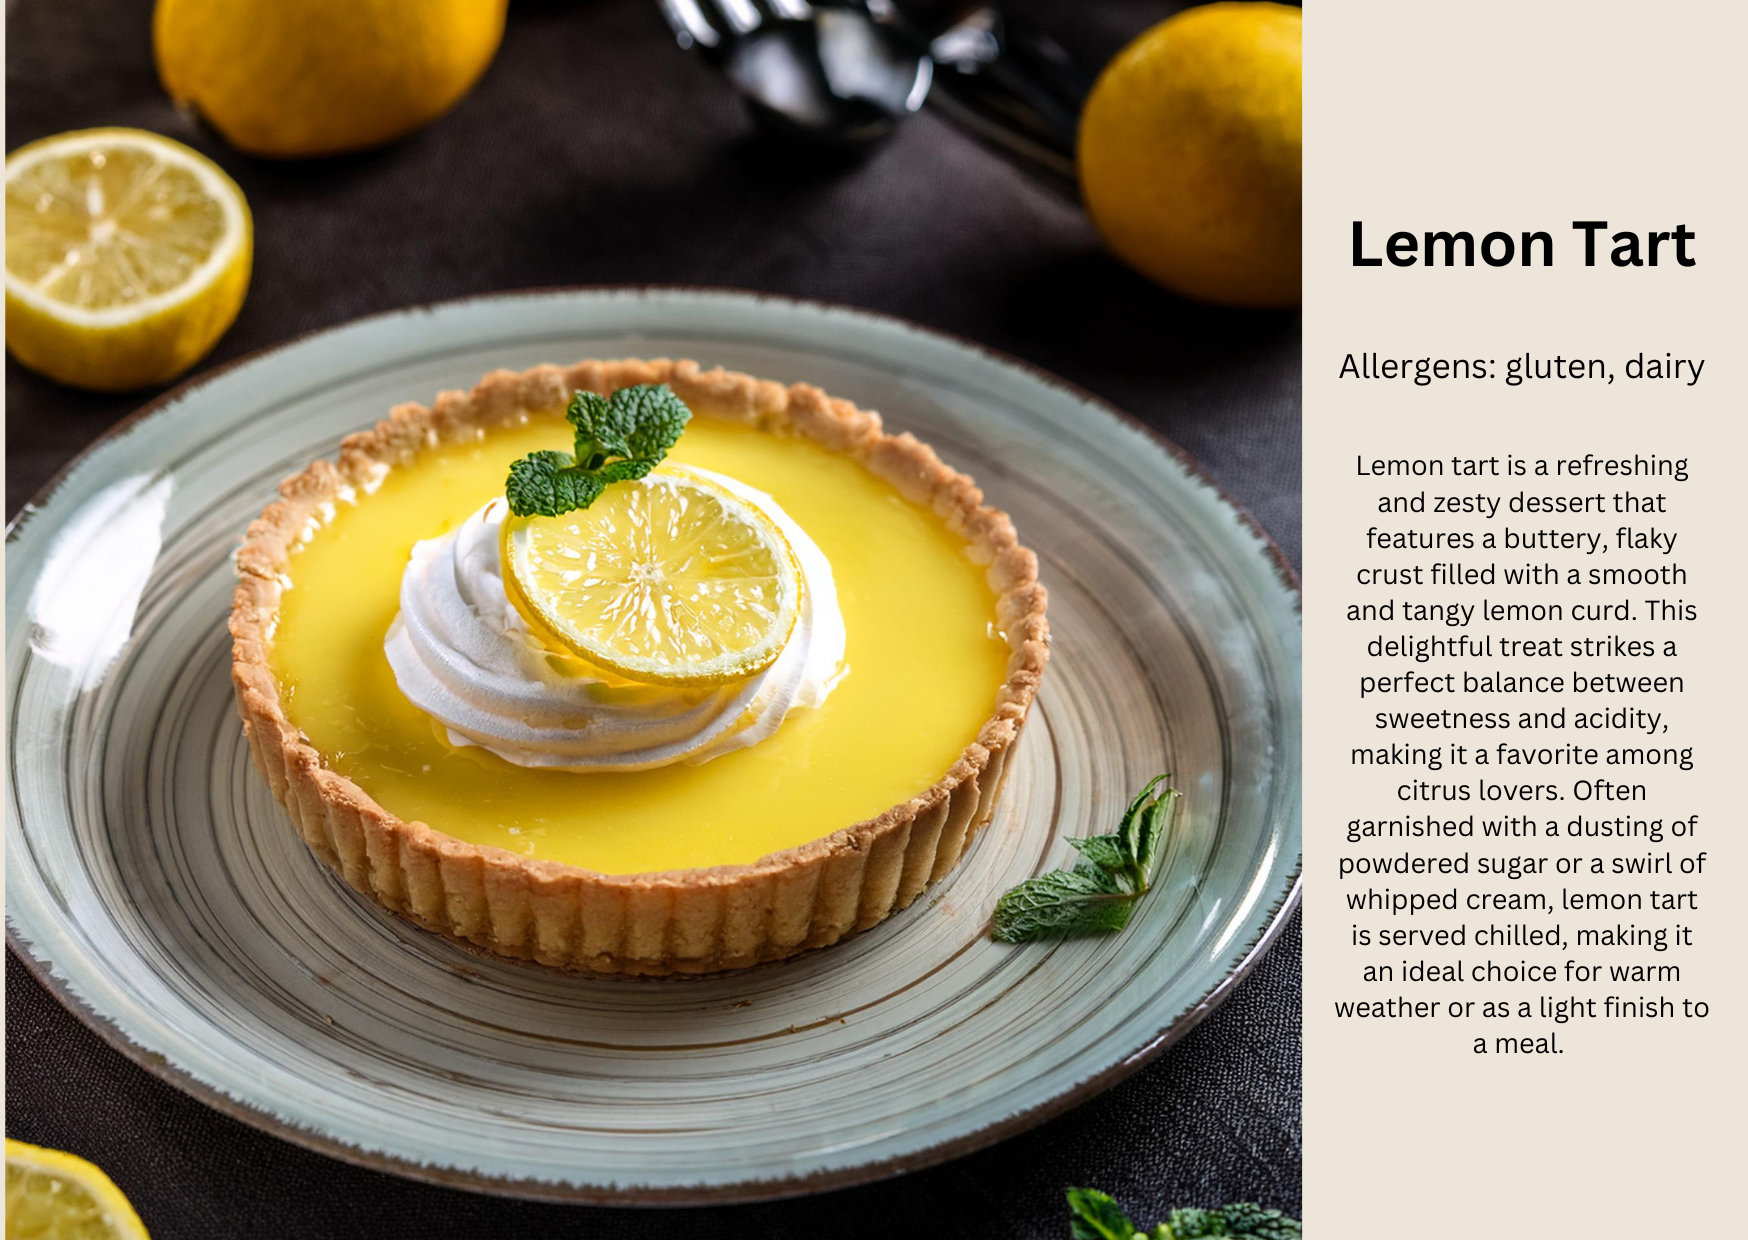 Lemon Tart
Allergens: gluten, dairy
Lemon tart is a refreshing
and zesty dessert that
features a buttery, flaky
crust filled with a smooth
and tangy lemon curd. This
delightful treat strikes a
perfect balance between
sweetness and acidity,
making it a favorite among
citrus lovers. Often
garnished with a dusting of
powdered sugar or a swirl of
whipped cream, lemon tart
is served chilled, making it
an ideal choice for warm
weather or as a light finish to
a meal.